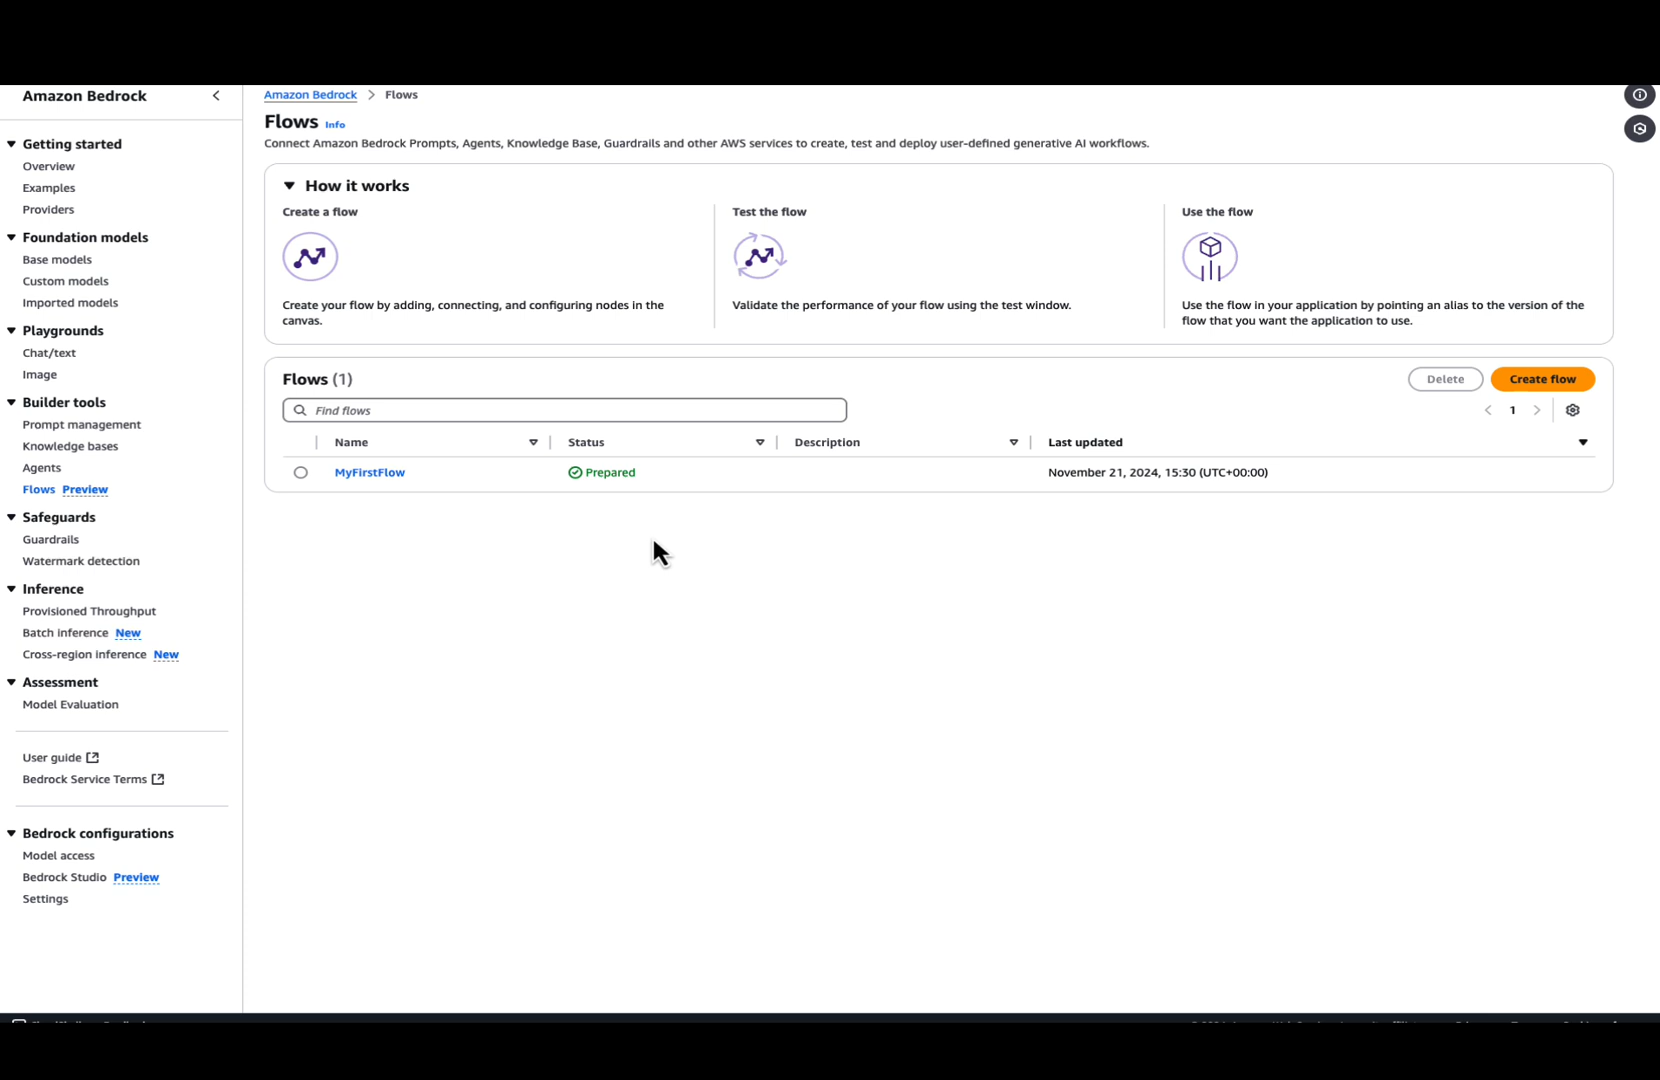 Amazon Bedrock
Getting started
Overview
Examples
Providers
Foundation models
Base models
Custom models
Imported models
Playgrounds
Chat/text
Image
Builder tools
Prompt management
Knowledge bases
Agents
Flows Preview
Safeguards
Guardrails
Watermark detection
Inference
Provisioned Throughput
Batch inference New
Cross-region inference New
Assessment
Model Evaluation
User guide
Bedrock Service Terms
Bedrock configurations
Model access
Bedrock Studio Preview
Settings
Amazon Bedrock > Flows
Flows Info
Connect Amazon Bedrock Prompts, Agents, Knowledge Base, Guardrails and other AWS services to create, test and deploy user-defined generative AI workflows.
How it works
Create a flow
Create your flow by adding, connecting, and configuring nodes in the
canvas.
Test the flow
Validate the performance of your flow using the test window.
Use the flow
Use the flow in your application by pointing an alias to the version of the
flow that you want the application to use.
Flows (1)
Delete Create flow
Find flows
1
Name Status Description Last updated
MyFirstFlow Prepared November 21, 2024, 15:30 (UTC+00:00)